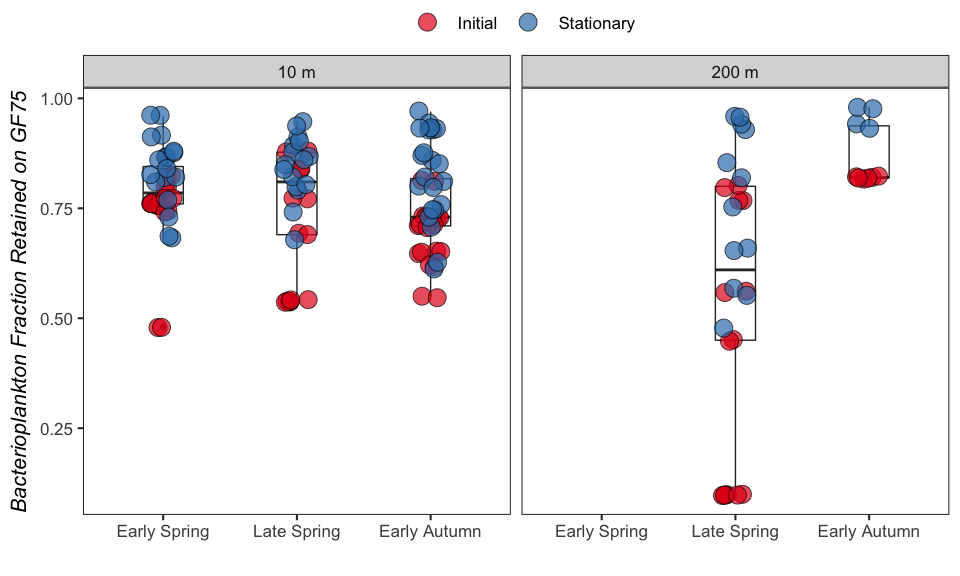 Initial Stationary
10 m 200 m
Bacterioplankton Fraction Retained on GF75
1.00
0.75
0.50
0.25
Early Spring Late Spring Early Autumn Early Spring Late Spring Early Autumn